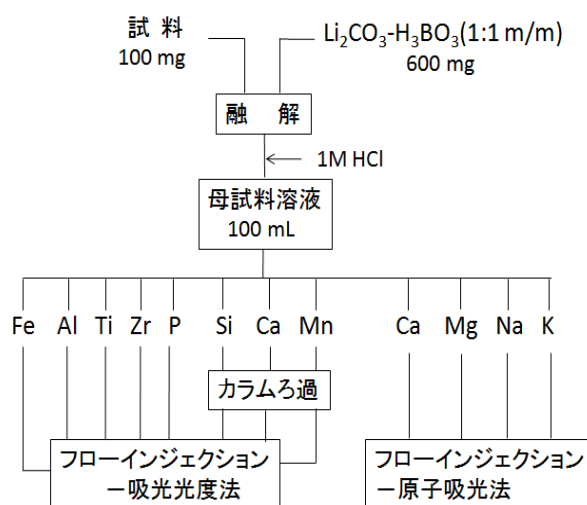 試料
100 mg
Li₂CO₃-H₃BO₃(1:1 m/m)
600 mg
融解
1M HCl
母試料溶液
100 mL
Fe Al Ti Zr P Si Ca Mn Ca Mg Na K
カラムろ過
フローインジェクション
－吸光光度法
フローインジェクション
－原子吸光法